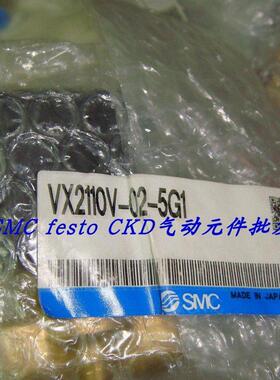 VX2110V-02-5G1
SMC festo CKD气动元件批发
SMC MADE IN JAPAN